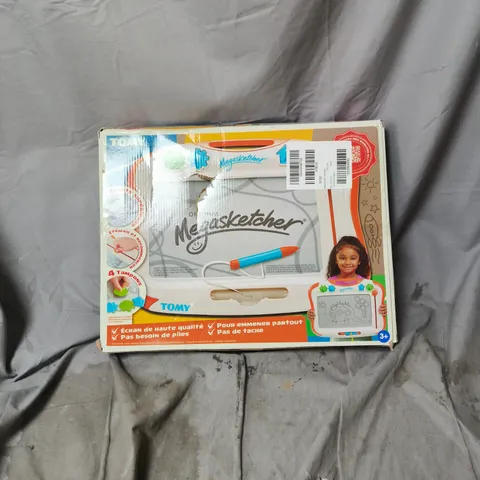 TOMY
Megasketcher
Megasketcher
4 Tampons
TOMY
Écran de haute qualité
Pour emmener partout
Pas besoin de piles
Pas de tache
3+